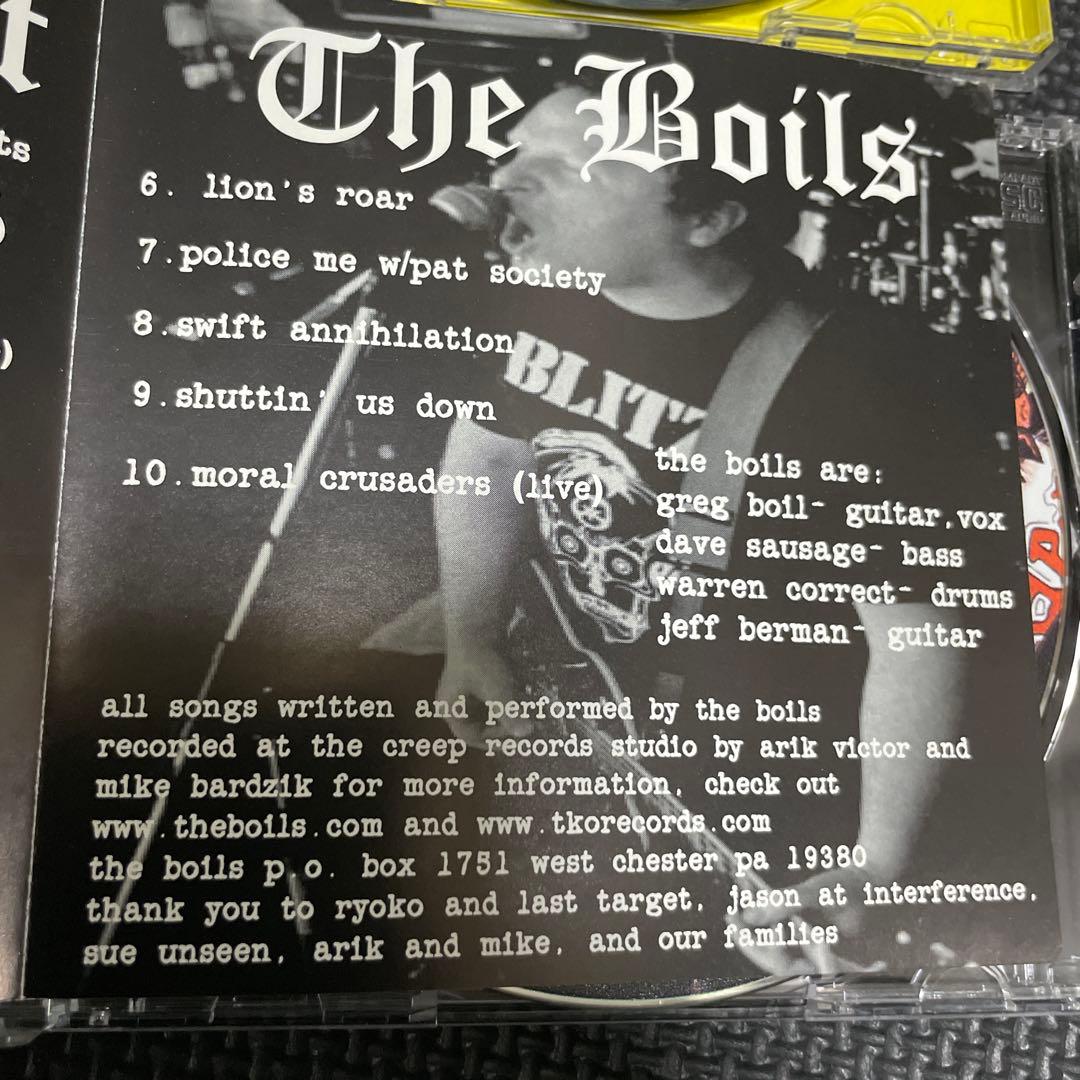 t
ts
)
)
The Boils
6. lion's roar
7.police me w/pat society
8.swift annihilation
9.shuttin' us down
10.moral crusaders (live)
BLITZ
the boils are:
greg boil- guitar,vox
dave sausage- bass
warren correct- drums
jeff berman- guitar
all songs written and performed by the boils
recorded at the creep records studio by arik victor and
mike bardzik for more information, check out
www.theboils.com and www.tkorecords.com
the boils p.o. box 1751 west chester pa 19380
thank you to ryoko and last target, jason at interference,
sue unseen, arik and mike, and our families